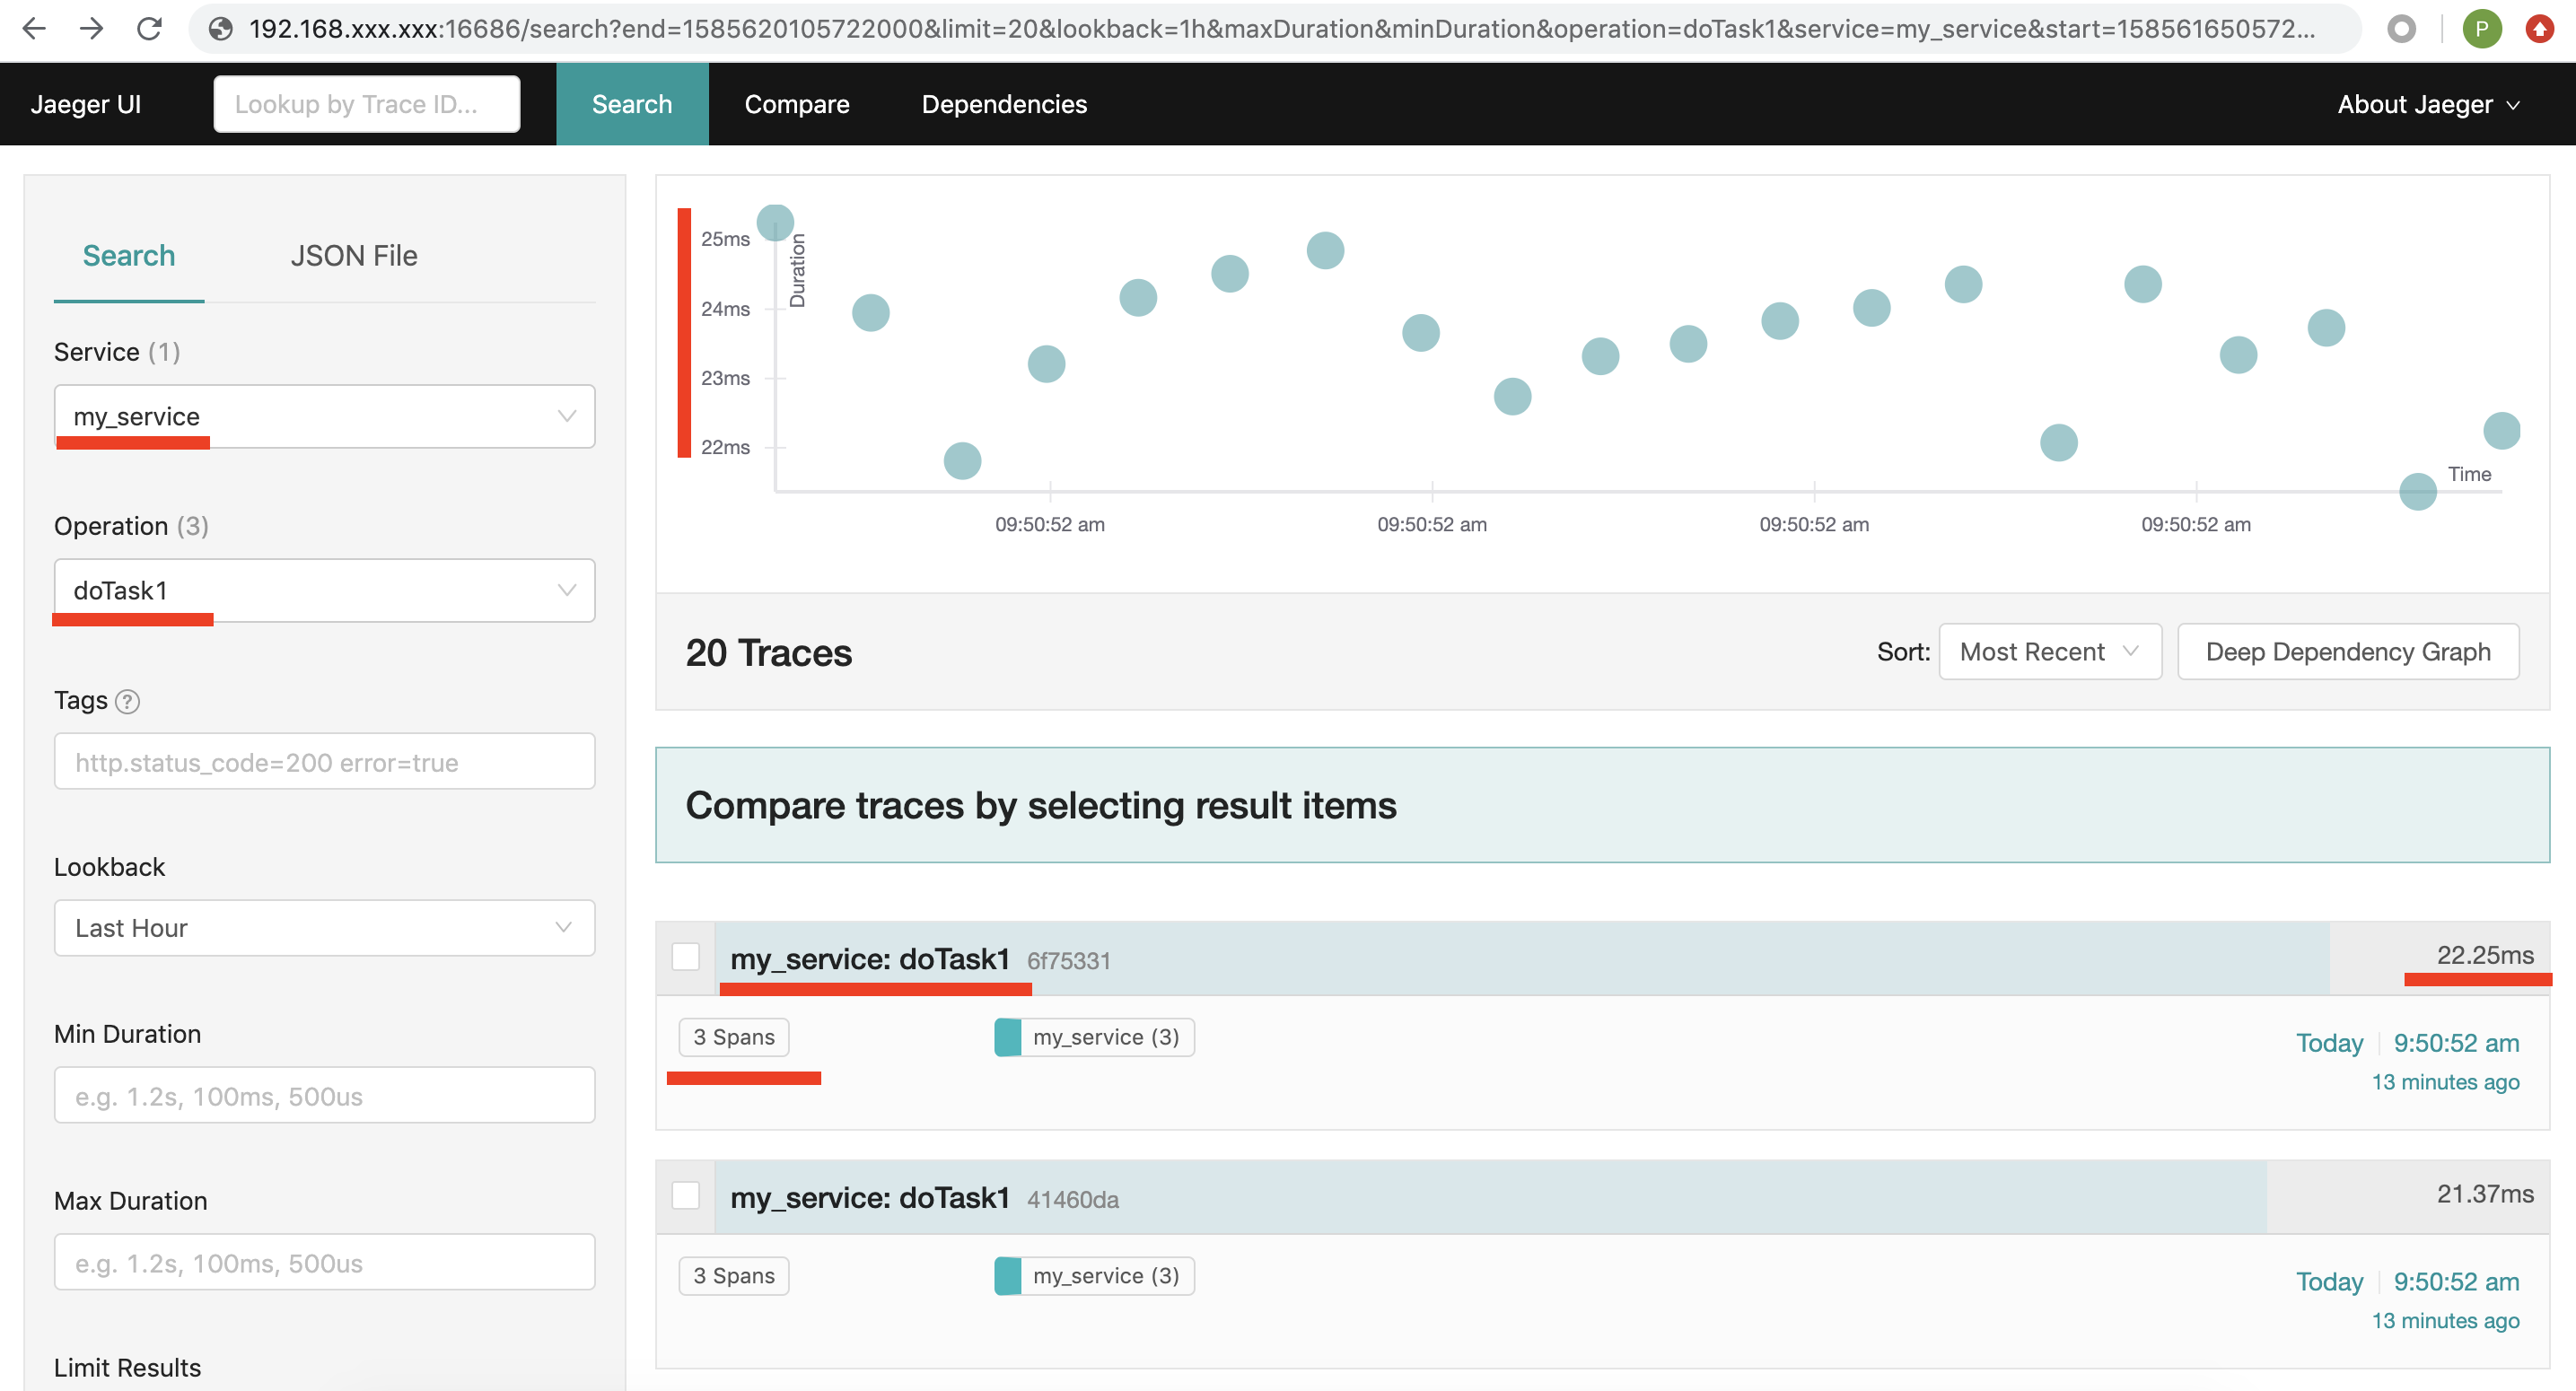 192.168.xxx.xxx:16686/search?end=1585620105722000&limit=20&lookback=1h&maxDuration&minDuration&operation=doTask1&service=my_service&start=158561650572...
P
Jaeger UI
Lookup by Trace ID...
Search
Compare
Dependencies
About Jaeger
Search
JSON File
Service (1)
my_service
Operation (3)
doTask1
Tags ?
http.status_code=200 error=true
Lookback
Last Hour
Min Duration
e.g. 1.2s, 100ms, 500us
Max Duration
e.g. 1.2s, 100ms, 500us
Limit Results
25ms
24ms
23ms
22ms
Duration
Time
09:50:52 am
09:50:52 am
09:50:52 am
09:50:52 am
20 Traces
Sort:
Most Recent
Deep Dependency Graph
Compare traces by selecting result items
my_service: doTask1 6f75331
22.25ms
3 Spans
my_service (3)
Today
9:50:52 am
13 minutes ago
my_service: doTask1 41460da
21.37ms
3 Spans
my_service (3)
Today
9:50:52 am
13 minutes ago